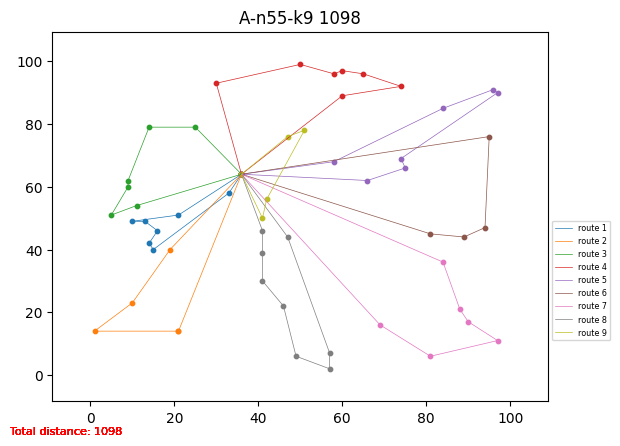 A-n55-k9 1098
100
80
60
40
20
0
0 20 40 60 80 100
route 1
route 2
route 3
route 4
route 5
route 6
route 7
route 8
route 9
Total distance: 1098